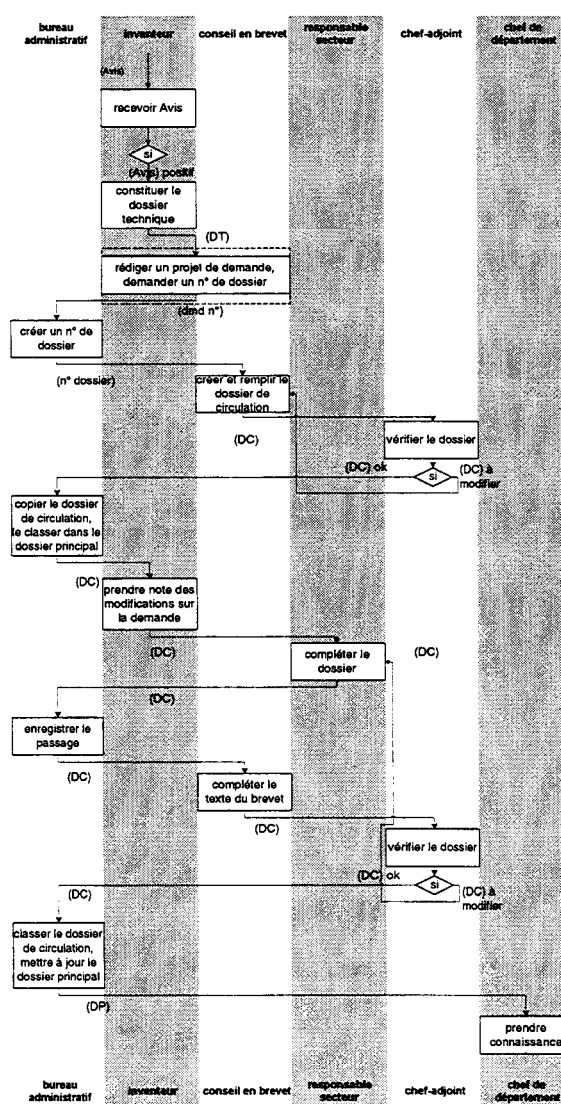 bureau administratif
inventeur
conseil en brevet
responsable secteur
chef-adjoint
chef de département
(Avis)
recevoir Avis
si
(Avis) positif
constituer le
dossier
technique
(DT)
rédiger un projet de demande,
demander un n° de dossier
(dmd n°)
créer un n° de
dossier
(n° dossier)
créer et remplir le
dossier de
circulation
(DC)
vérifier le dossier
si
(DC) ok
(DC) à
modifier
copier le dossier
de circulation,
le classer dans le
dossier principal
(DC)
prendre note des
modifications sur
la demande
(DC)
compléter le
dossier
(DC)
(DC)
enregistrer le
passage
(DC)
compléter le
texte du brevet
(DC)
vérifier le dossier
si
(DC) ok
(DC) à
modifier
(DC)
classer le dossier
de circulation,
mettre à jour le
dossier principal
(DP)
prendre
connaissance
bureau administratif
inventeur
conseil en brevet
responsable secteur
chef-adjoint
chef de département